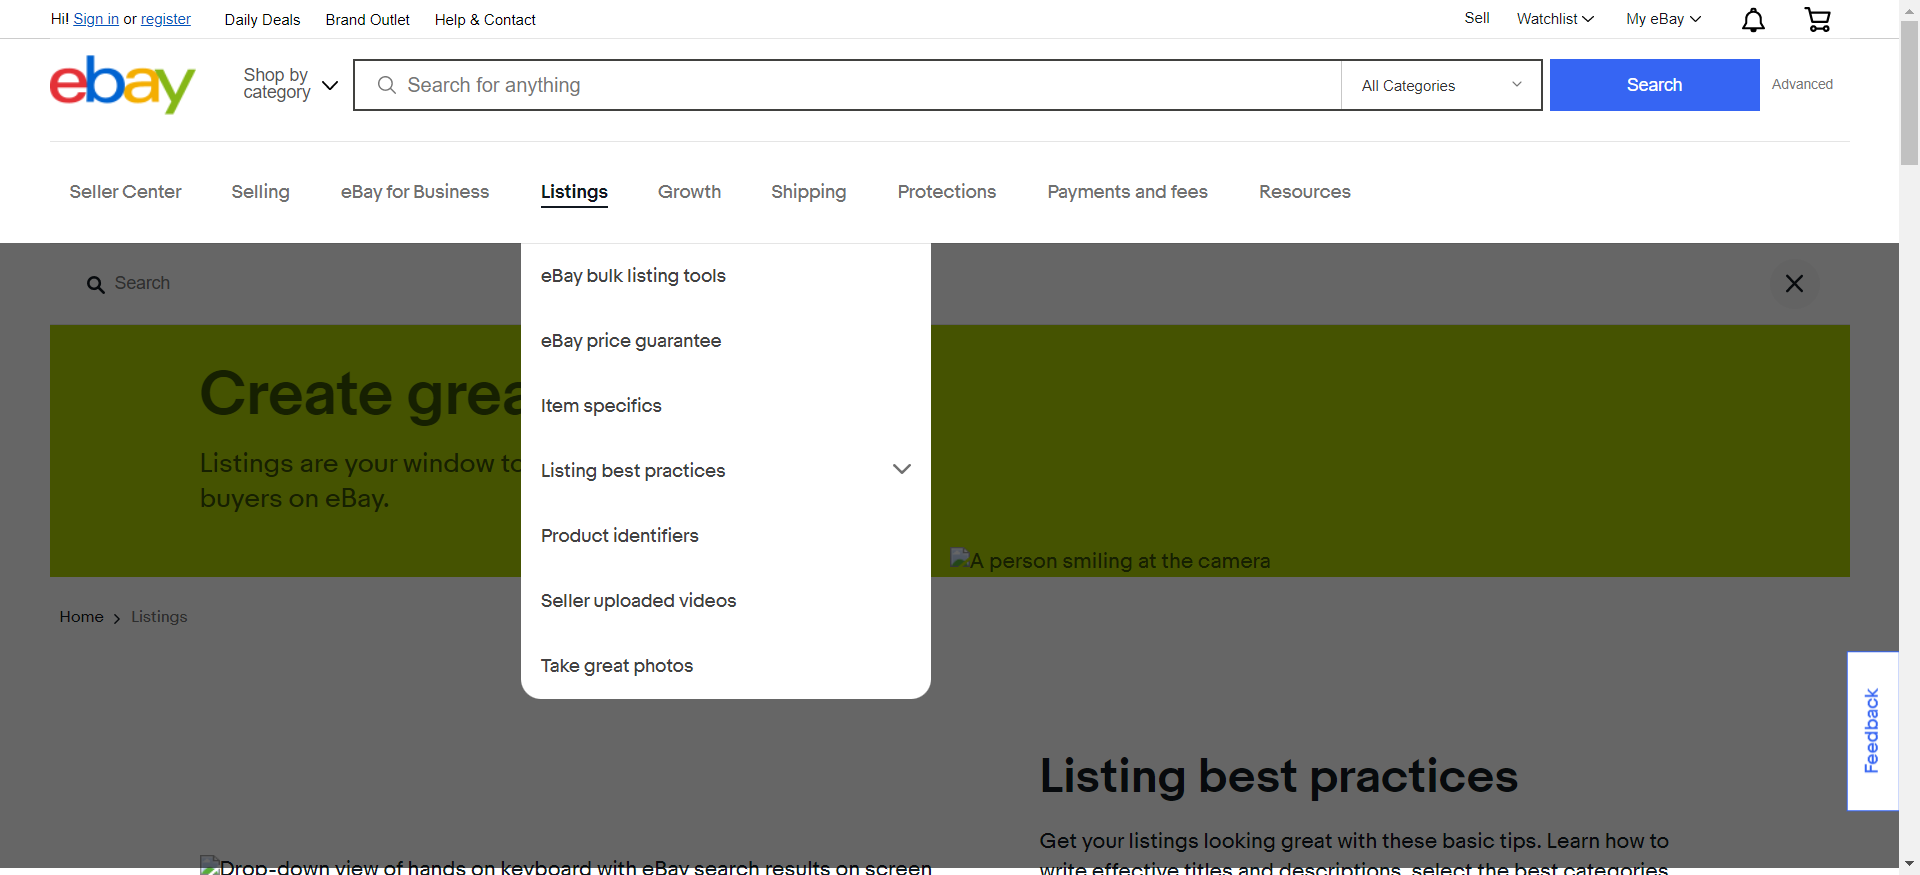 Hi! Sign in or register
Daily Deals
Brand Outlet
Help & Contact
Sell
Watchlist
My eBay
ebay
Shop by
category
Search for anything
All Categories
Search
Advanced
Seller Center
Selling
eBay for Business
Listings
Growth
Shipping
Protections
Payments and fees
Resources
Search
eBay bulk listing tools
eBay price guarantee
Item specifics
Listing best practices
Product identifiers
Seller uploaded videos
Take great photos
Create grea
Listings are your window to
buyers on eBay.
A person smiling at the camera
Home
Listings
Feedback
Listing best practices
Get your listings looking great with these basic tips. Learn how to
write effective titles and descriptions, select the best categories
Drop-down view of hands on keyboard with eBay search results on screen